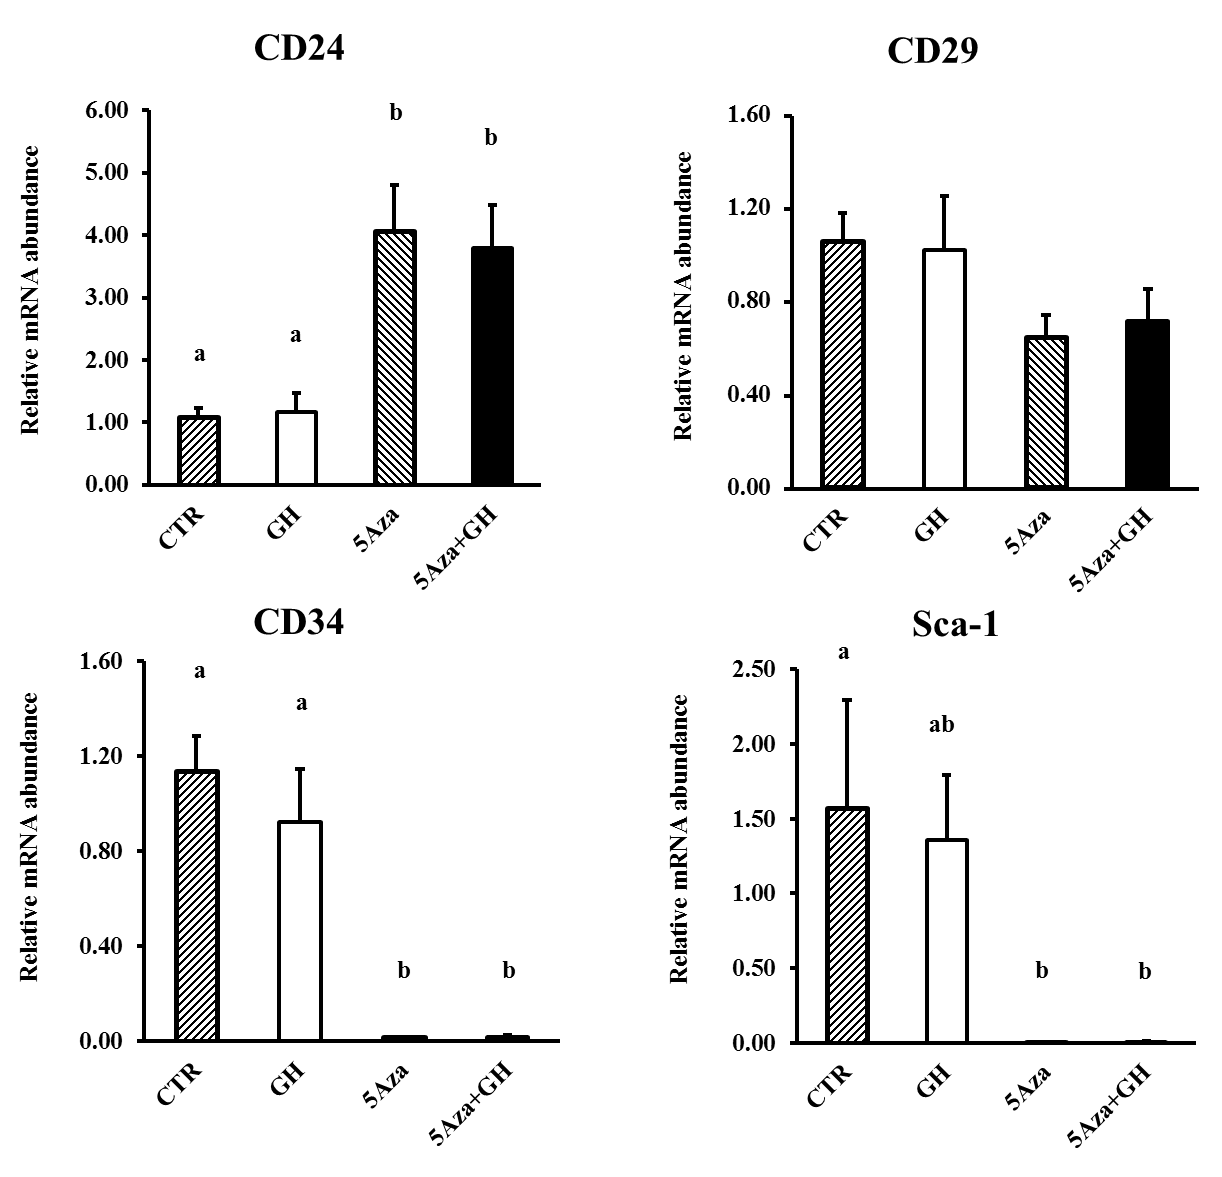 CD24
Relative mRNA abundance
6.00
5.00
4.00
3.00
2.00
1.00
0.00
a
a
b
b
CTR
GH
5Aza
5Aza+GH
CD29
Relative mRNA abundance
1.60
1.20
0.80
0.40
0.00
CTR
GH
5Aza
5Aza+GH
CD34
Relative mRNA abundance
1.60
1.20
0.80
0.40
0.00
a
a
b
b
CTR
GH
5Aza
5Aza+GH
Sca-1
Relative mRNA abundance
2.50
2.00
1.50
1.00
0.50
0.00
a
ab
b
b
CTR
GH
5Aza
5Aza+GH